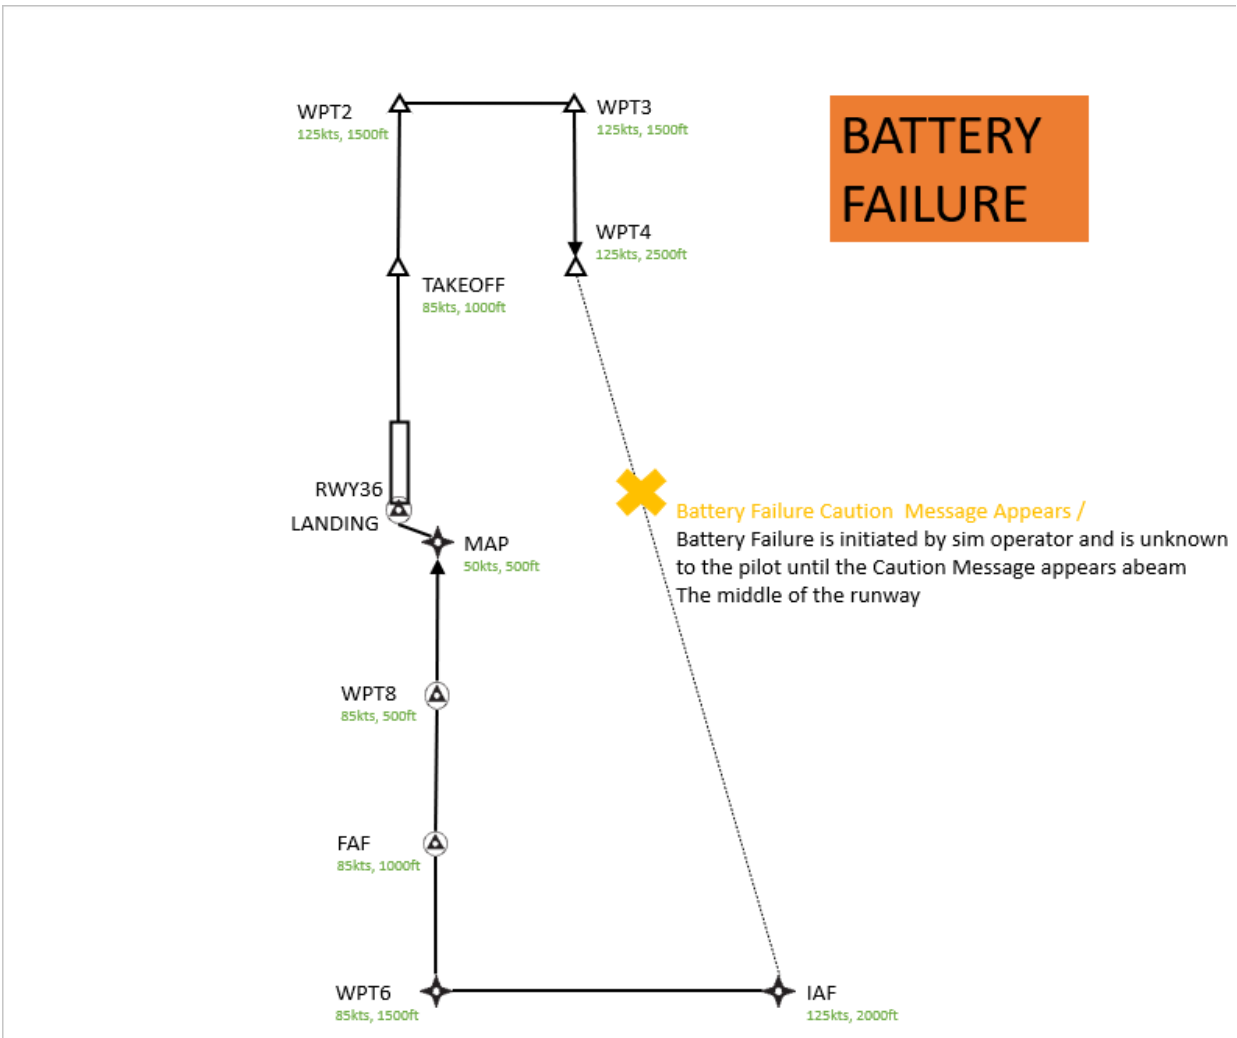 WPT2
125kts, 1500ft
WPT3
125kts, 1500ft
BATTERY
FAILURE
WPT4
125kts, 2500ft
TAKEOFF
85kts, 1000ft
RWY36
LANDING
MAP
50kts, 500ft
Battery Failure Caution  Message Appears /
Battery Failure is initiated by sim operator and is unknown
to the pilot until the Caution Message appears abeam
The middle of the runway
WPT8
85kts, 500ft
FAF
85kts, 1000ft
WPT6
85kts, 1500ft
IAF
125kts, 2000ft